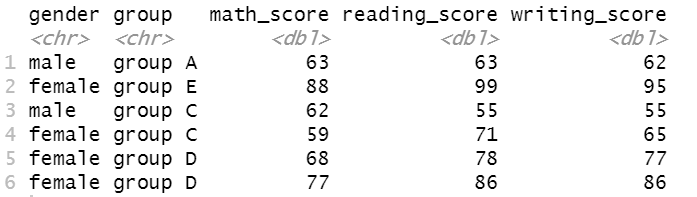 gender group math_score reading_score writing_score
<chr> <chr> <dbl> <dbl> <dbl>
1 male group A 63 63 62
2 female group E 88 99 95
3 male group C 62 55 55
4 female group C 59 71 65
5 female group D 68 78 77
6 female group D 77 86 86